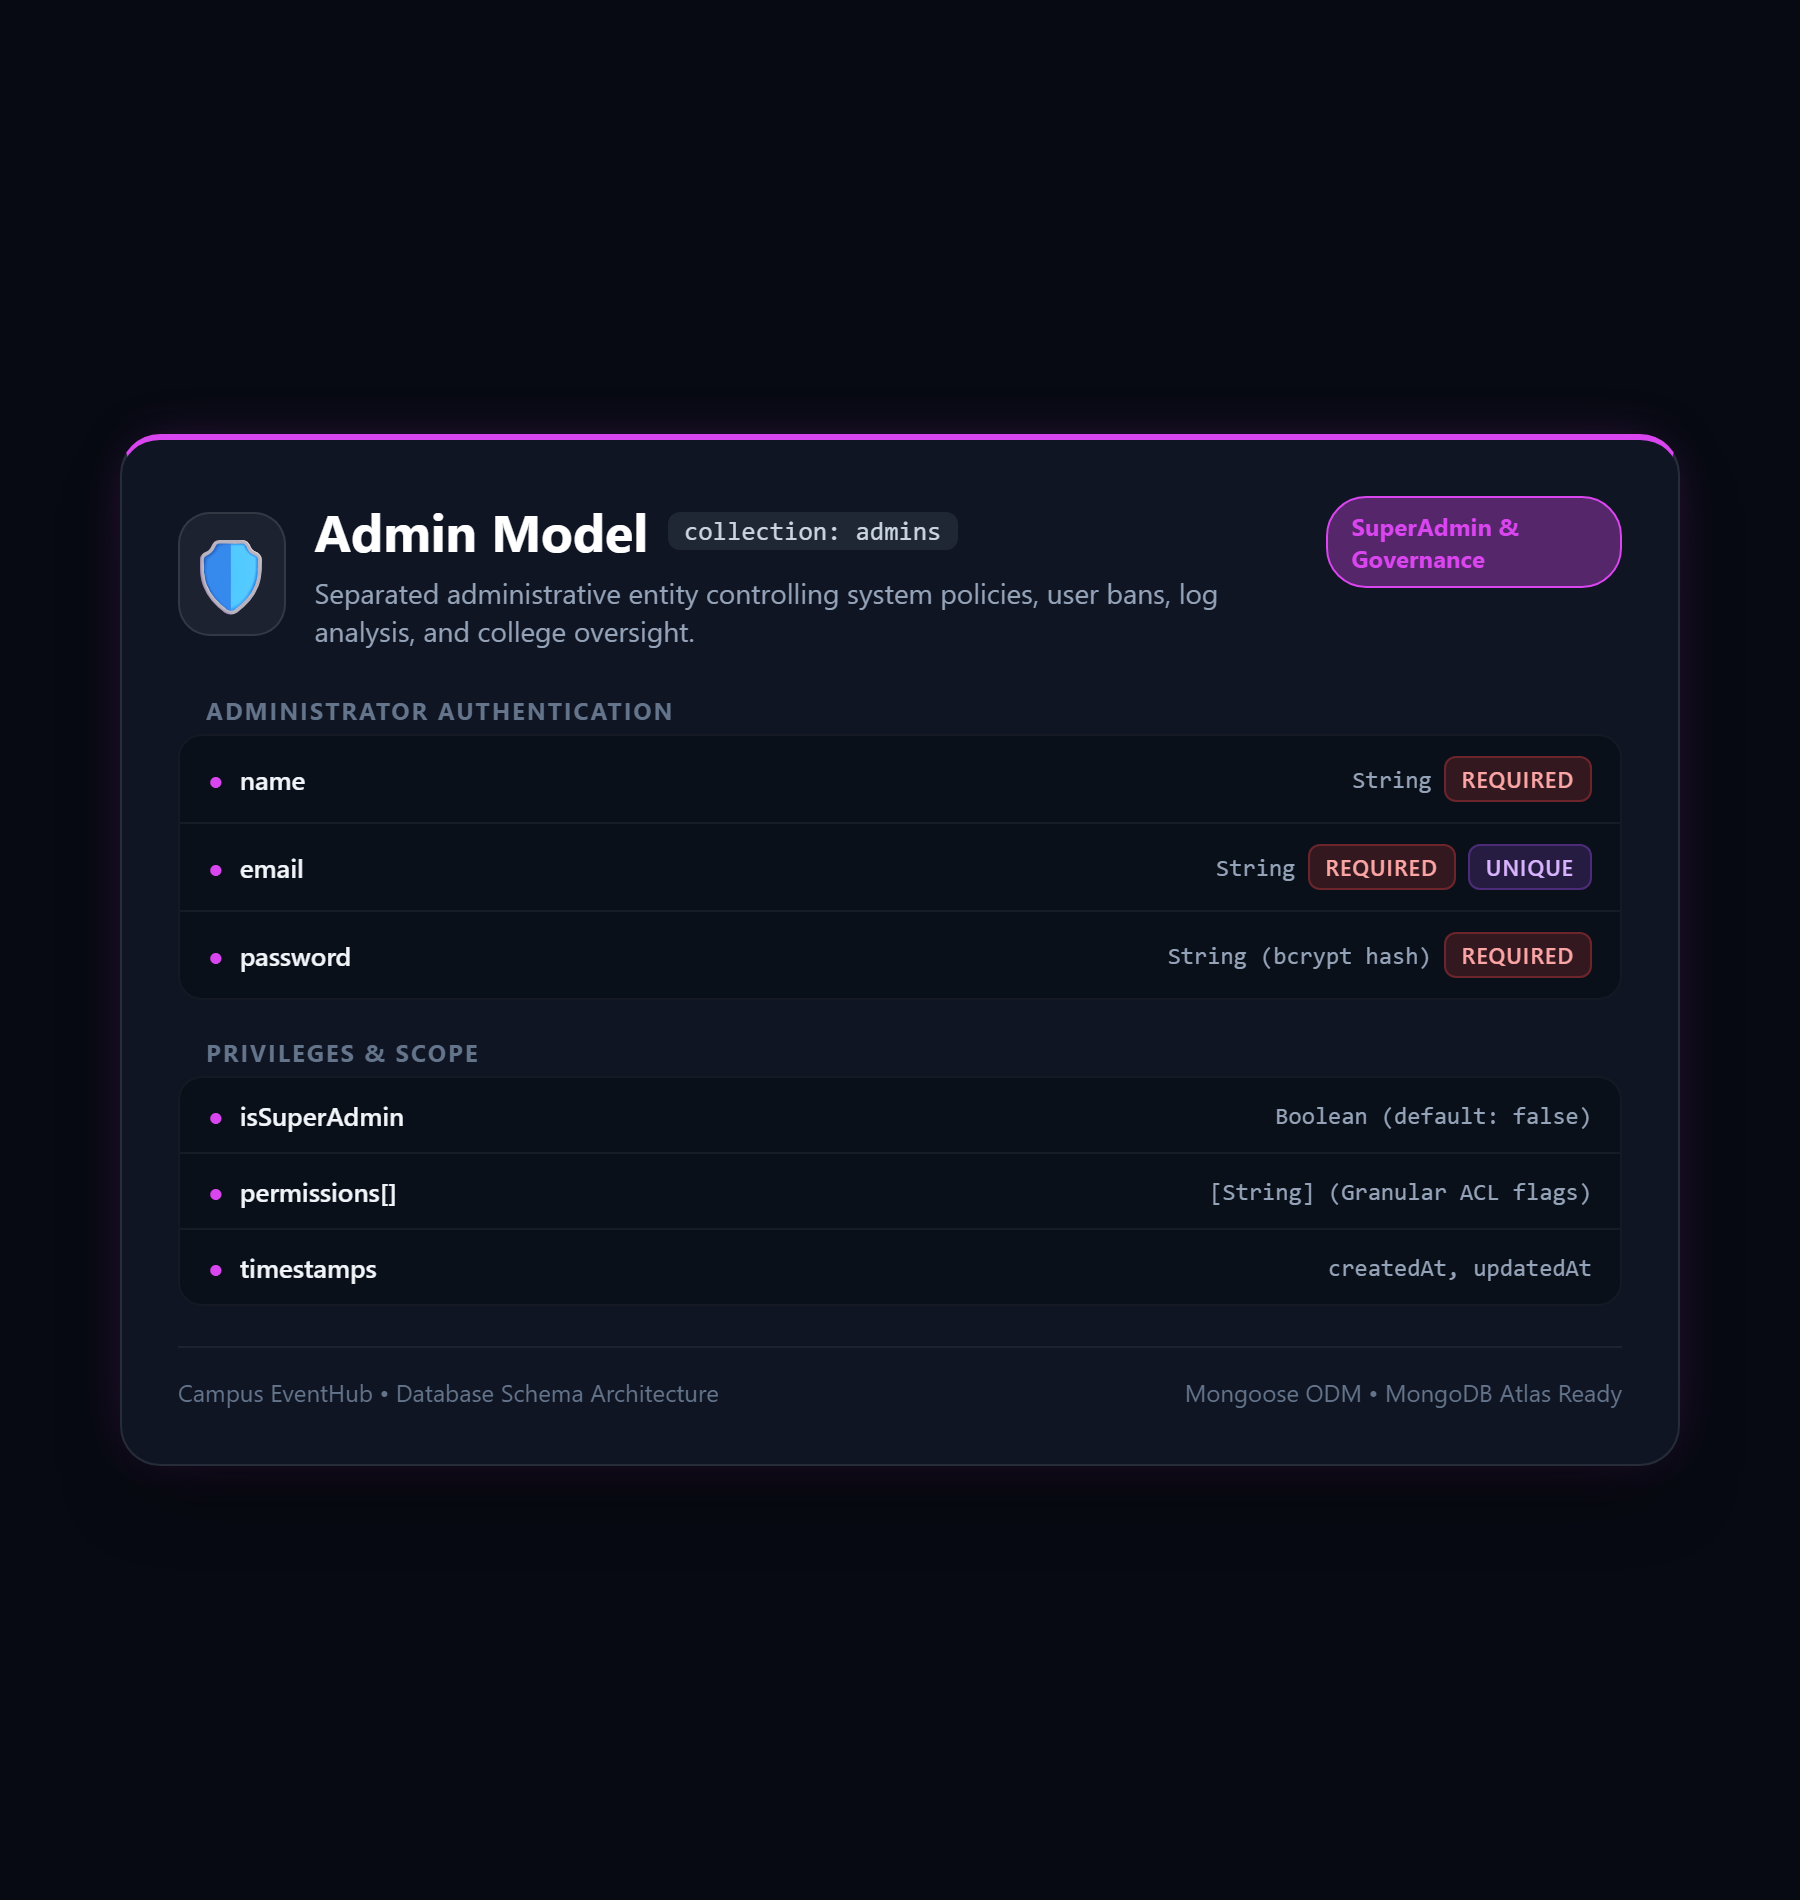 Admin Model collection: admins
SuperAdmin &
Governance
Separated administrative entity controlling system policies, user bans, log
analysis, and college oversight.
ADMINISTRATOR AUTHENTICATION
name String REQUIRED
email String REQUIRED UNIQUE
password String (bcrypt hash) REQUIRED
PRIVILEGES & SCOPE
isSuperAdmin Boolean (default: false)
permissions[] [String] (Granular ACL flags)
timestamps createdAt, updatedAt
Campus EventHub • Database Schema Architecture Mongoose ODM • MongoDB Atlas Ready